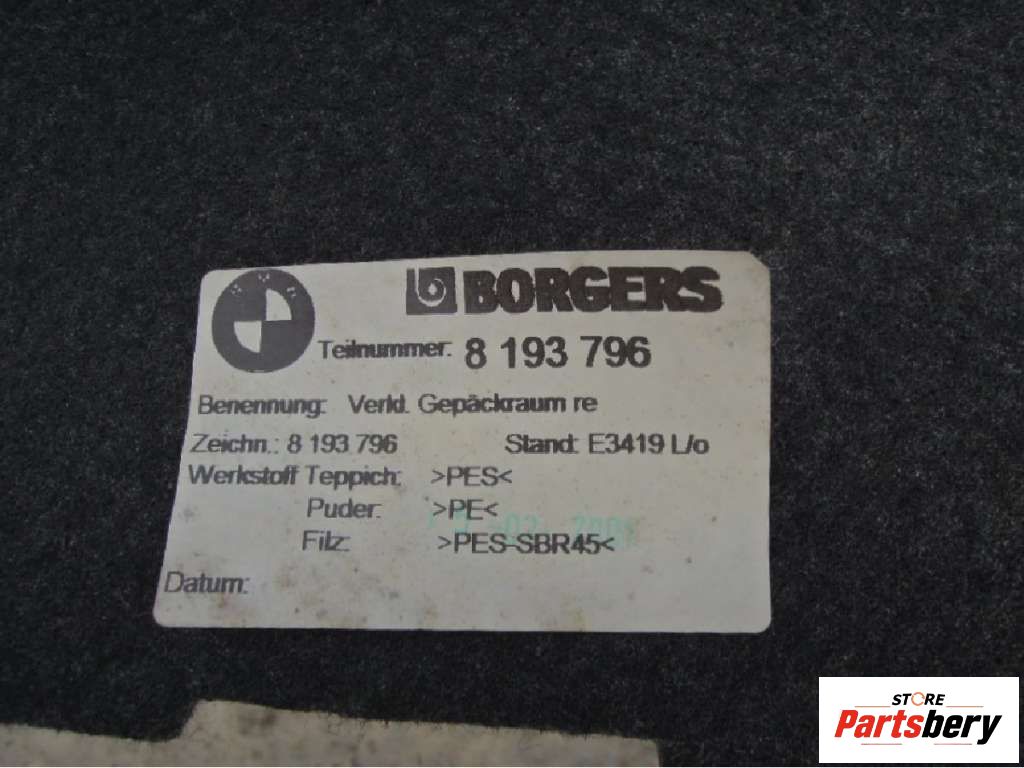 BORGERS
Teilnummer: 8 193 796
Benennung: Verkl. Gepäckraum re
Zeichn.: 8 193 796 Stand: E3419 L/o
Werkstoff Teppich: >PES<
Puder: >PE<
Filz: >PES-SBR45<
Datum:
STORE
Partsbery